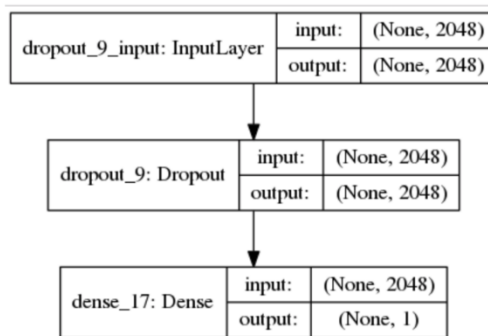 dropout_9_input: InputLayer
input: (None, 2048)
output: (None, 2048)
dropout_9: Dropout
input: (None, 2048)
output: (None, 2048)
dense_17: Dense
input: (None, 2048)
output: (None, 1)